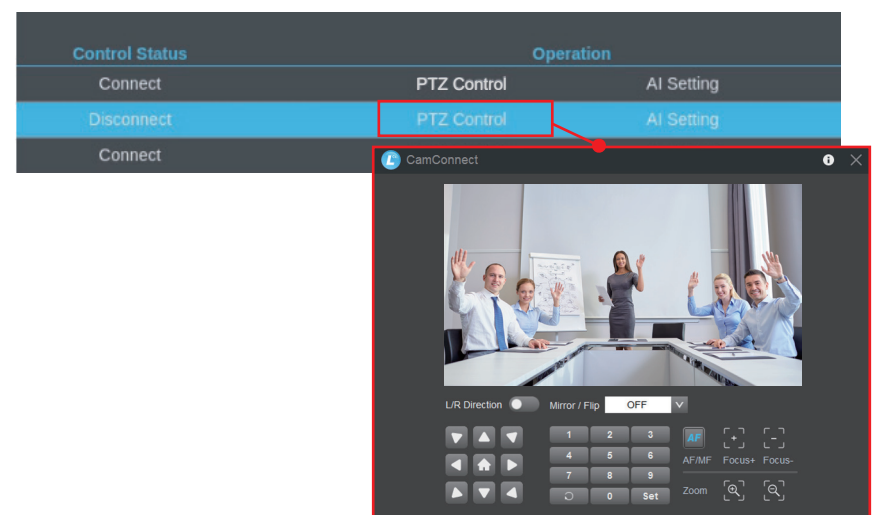 Control Status Operation
Connect PTZ Control AI Setting
Disconnect PTZ Control AI Setting
Connect
CamConnect
L/R Direction Mirror / Flip OFF
1 2 3 AF
4 5 6 AF/MF Focus+ Focus-
7 8 9
0 Set Zoom